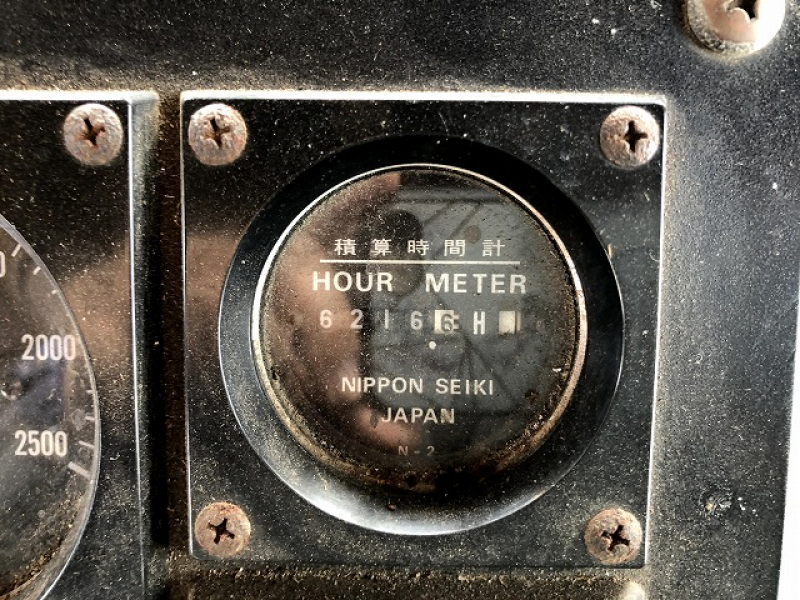 積算時間計
HOUR METER
62166H
NIPPON SEIKI
JAPAN
N-2
2000
2500